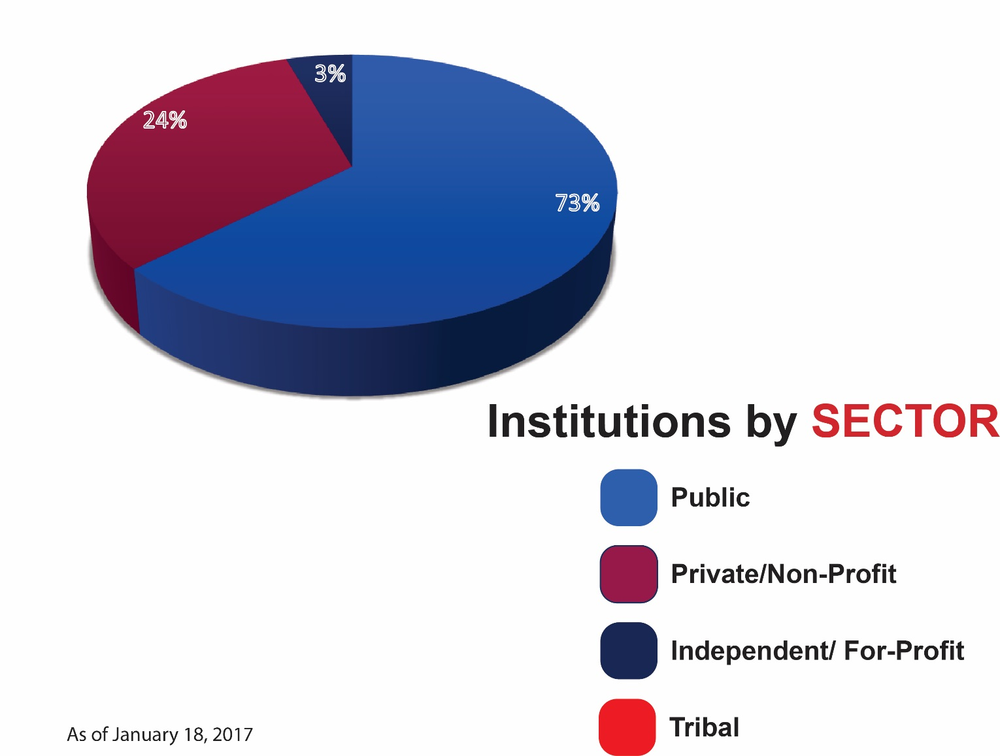 3%
24%
73%
Institutions by SECTOR
Public
Private/Non-Profit
Independent/ For-Profit
Tribal
As of January 18, 2017